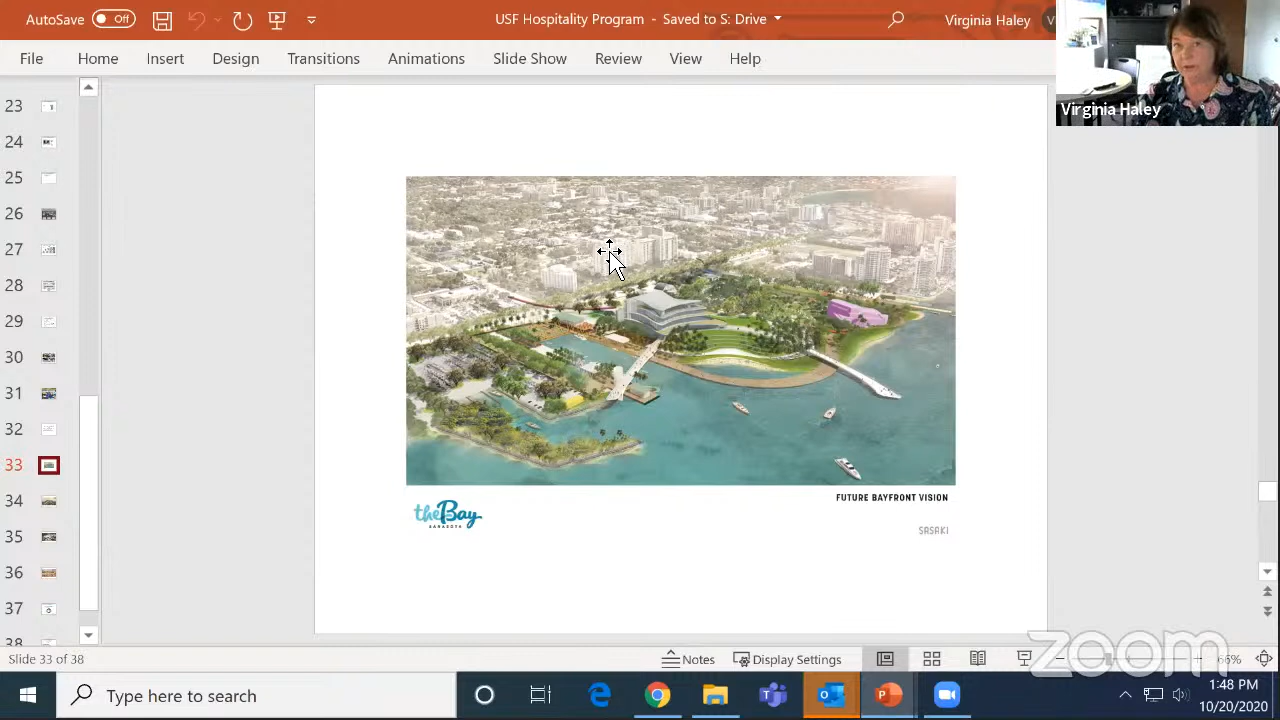 AutoSave Off
USF Hospitality Program - Saved to S: Drive
Virginia Haley
File Home Insert Design Transitions Animations Slide Show Review View Help
Virginia Haley
23
24
25
26
27
28
29
30
31
32
33
34
35
36
37
38
the Bay
SARASOTA
FUTURE BAYFRONT VISION
SASAKI
Slide 33 of 38
Notes
Display Settings
66%
zoom
Type here to search
1:48 PM
10/20/2020